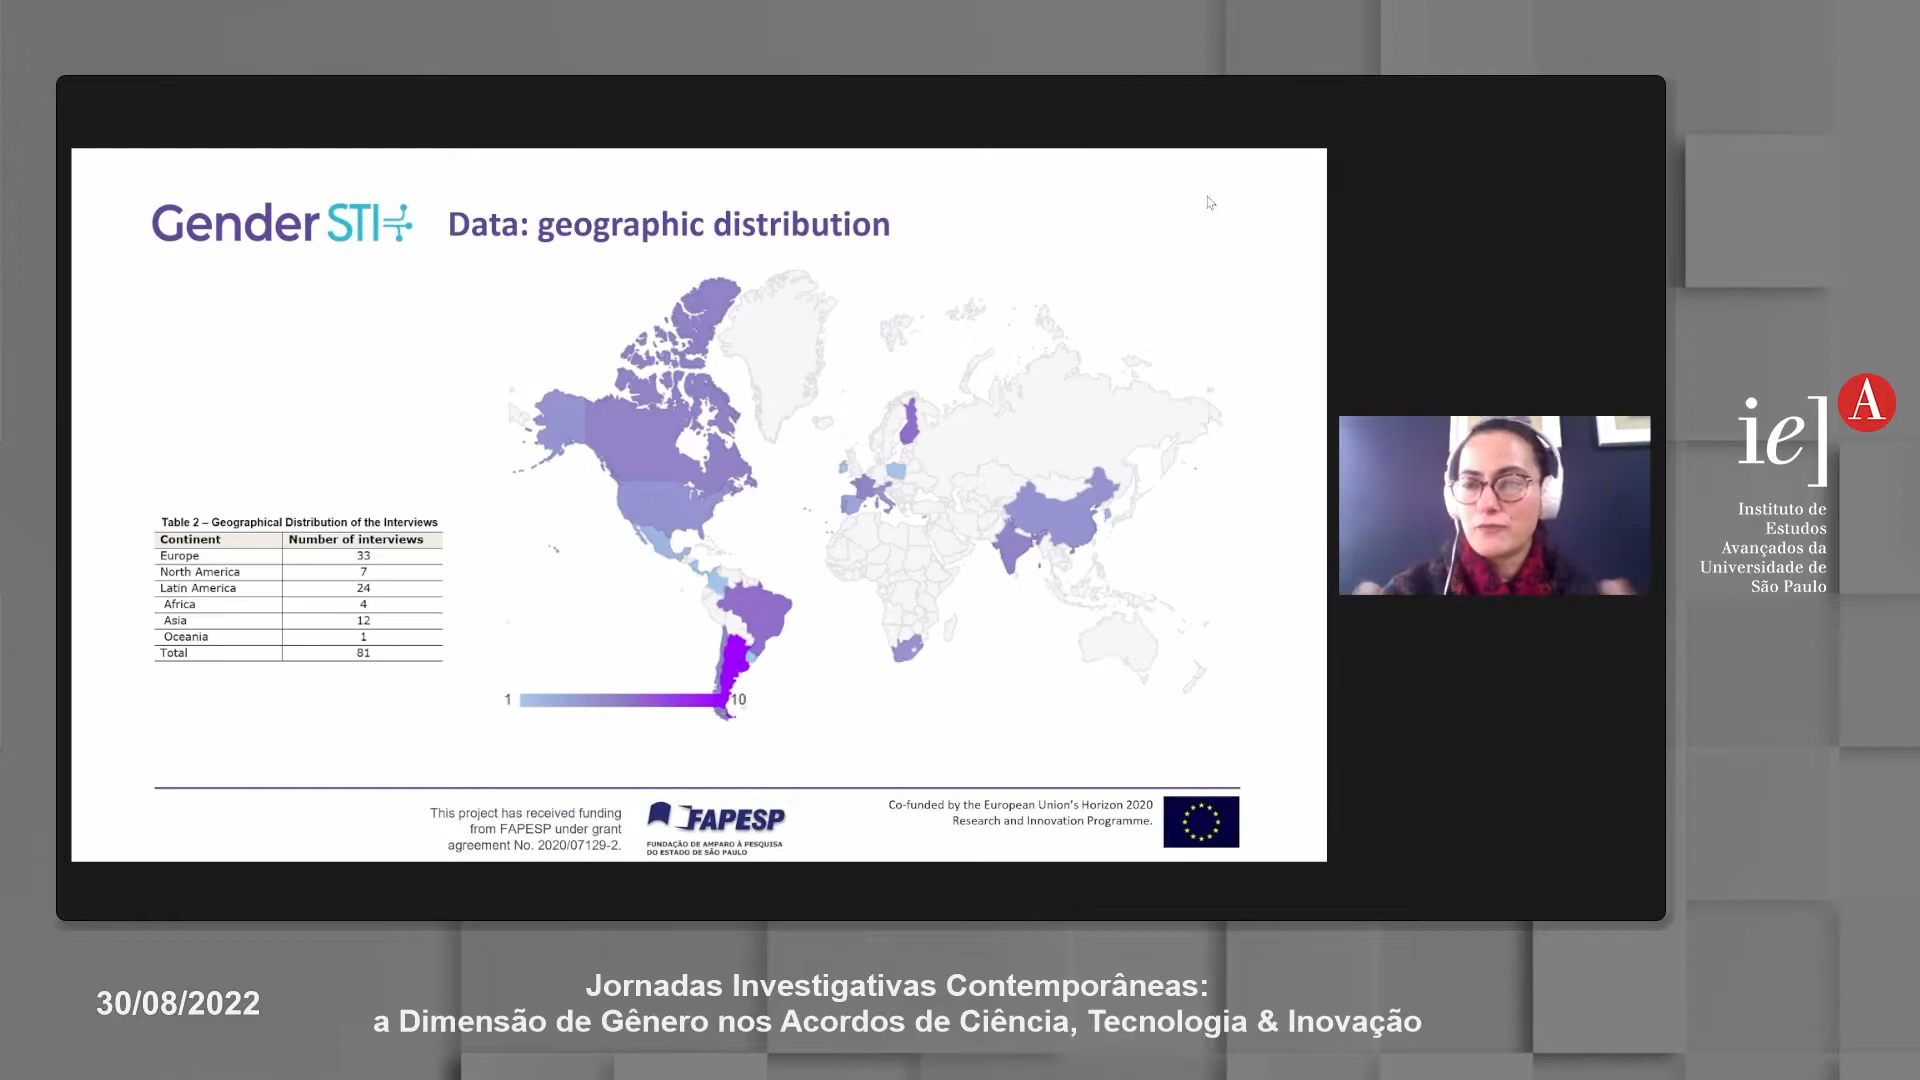 GenderSTI
Data: geographic distribution
Table 2 – Geographical Distribution of the Interviews
Continent Number of interviews
Europe 33
North America 7
Latin America 24
Africa 4
Asia 12
Oceania 1
Total 81
1 10
This project has received funding
from FAPESP under grant
agreement No. 2020/07129-2.
FAPESP
FUNDAÇÃO DE AMPARO À PESQUISA
DO ESTADO DE SÃO PAULO
Co-funded by the European Union's Horizon 2020
Research and Innovation Programme.
ie] A
Instituto de
Estudos
Avançados da
Universidade de
São Paulo
30/08/2022
Jornadas Investigativas Contemporâneas:
a Dimensão de Gênero nos Acordos de Ciência, Tecnologia & Inovação